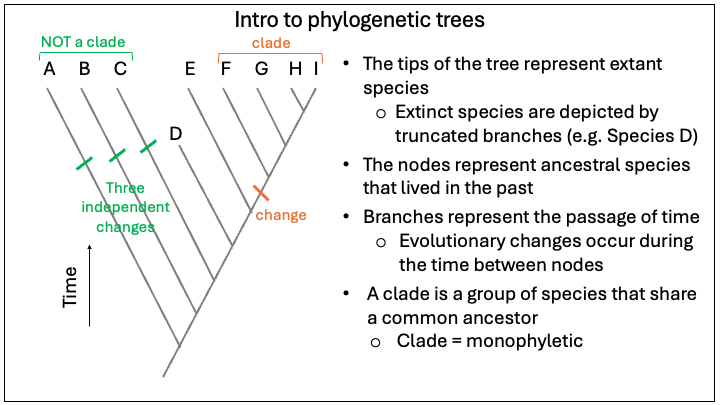 Intro to phylogenetic trees
NOT a clade
clade
A B C E F G H I
D
Three
independent
changes
change
Time
• The tips of the tree represent extant
species
o Extinct species are depicted by
truncated branches (e.g. Species D)
• The nodes represent ancestral species
that lived in the past
• Branches represent the passage of time
o Evolutionary changes occur during
the time between nodes
• A clade is a group of species that share
a common ancestor
o Clade = monophyletic